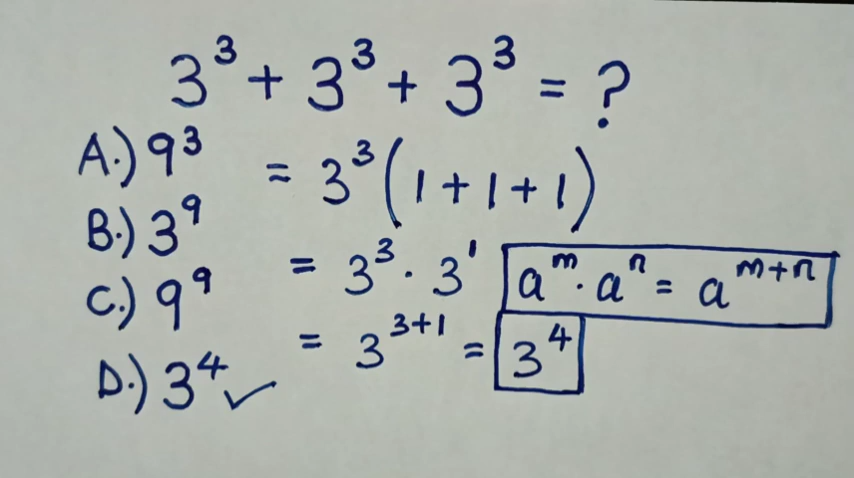 3³ + 3³ + 3³ = ?
A.) 9³
= 3³(1 + 1 + 1)
B.) 3⁹
= 3³ · 3¹
aᵐ · aⁿ = aᵐ⁺ⁿ
C.) 9⁹
= 3³⁺¹ = 3⁴
D.) 3⁴ ✓